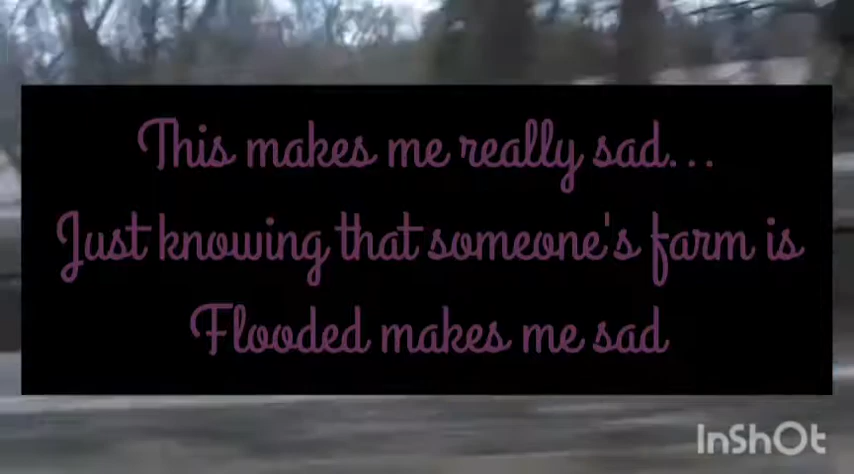 This makes me really sad...
Just knowing that someone's farm is
Flooded makes me sad
InShOt